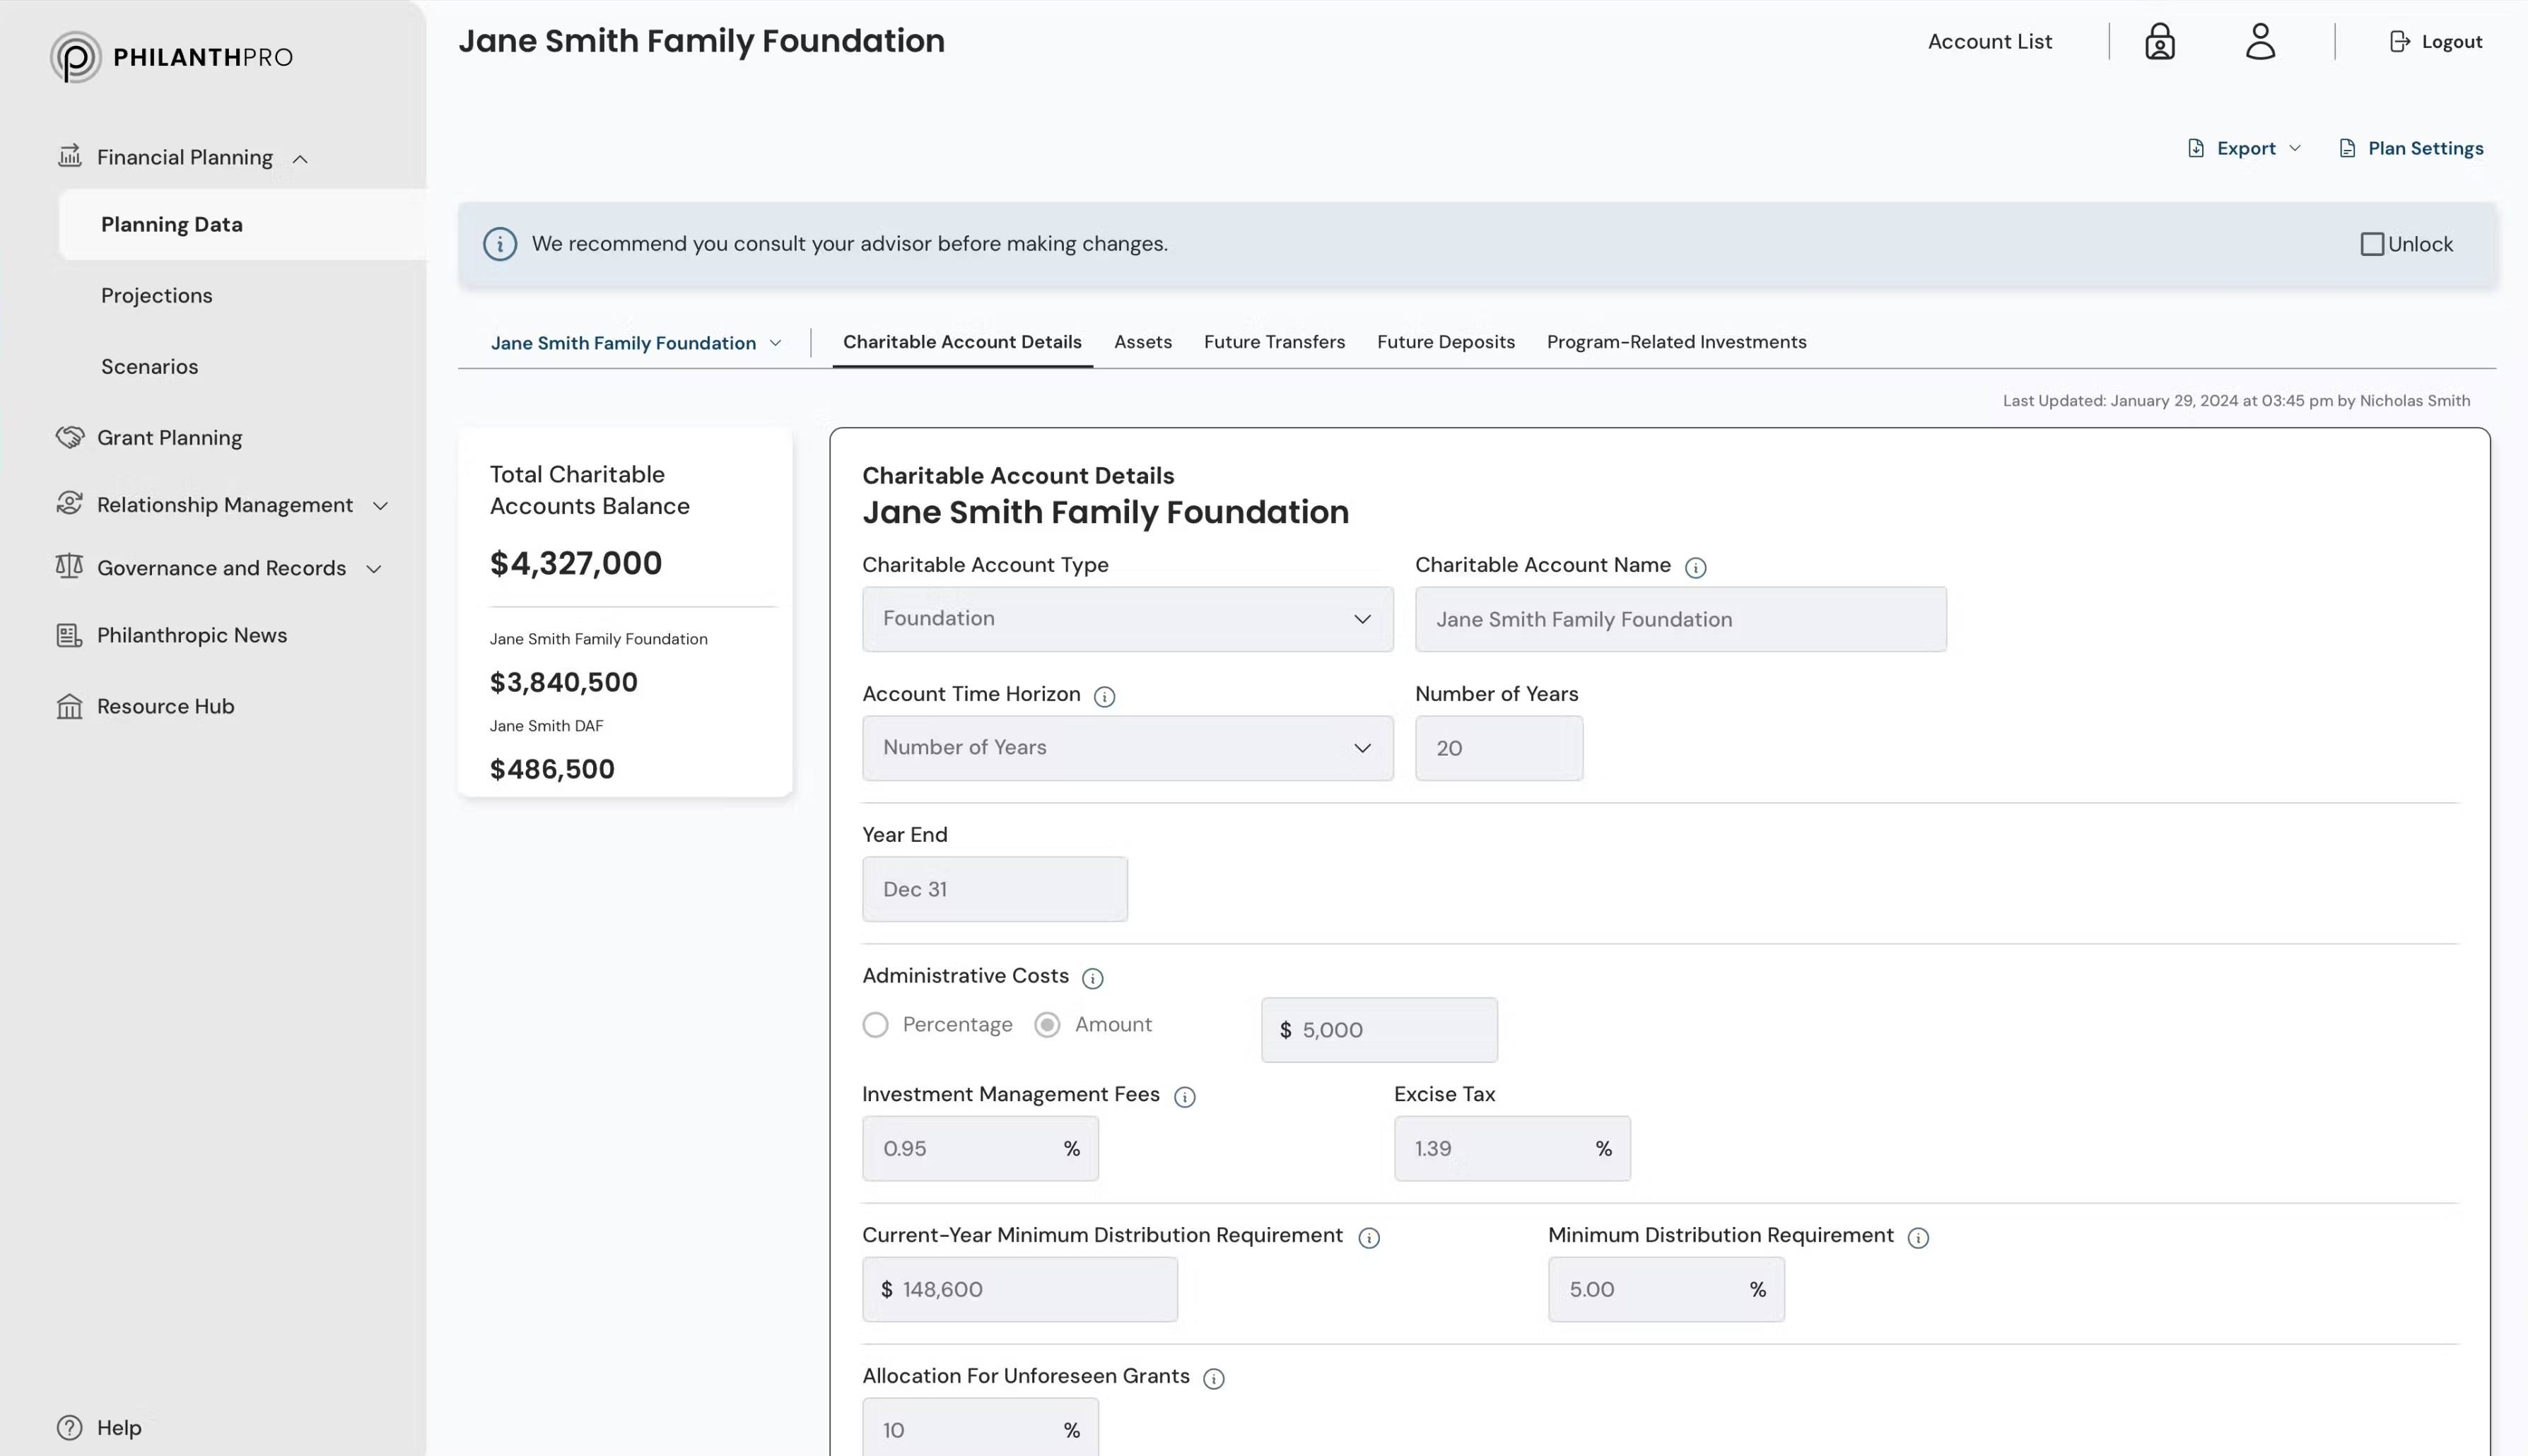 PHILANTHPRO
Financial Planning
Planning Data
Projections
Scenarios
Grant Planning
Relationship Management
Governance and Records
Philanthropic News
Resource Hub
Help
Jane Smith Family Foundation
Account List
Logout
Export
Plan Settings
We recommend you consult your advisor before making changes.
Unlock
Jane Smith Family Foundation
Charitable Account Details
Assets
Future Transfers
Future Deposits
Program-Related Investments
Last Updated: January 29, 2024 at 03:45 pm by Nicholas Smith
Total Charitable
Accounts Balance
$4,327,000
Jane Smith Family Foundation
$3,840,500
Jane Smith DAF
$486,500
Charitable Account Details
Jane Smith Family Foundation
Charitable Account Type
Foundation
Charitable Account Name
Jane Smith Family Foundation
Account Time Horizon
Number of Years
Number of Years
20
Year End
Dec 31
Administrative Costs
Percentage
Amount
$ 5,000
Investment Management Fees
0.95 %
Excise Tax
1.39 %
Current-Year Minimum Distribution Requirement
$ 148,600
Minimum Distribution Requirement
5.00 %
Allocation For Unforeseen Grants
10 %